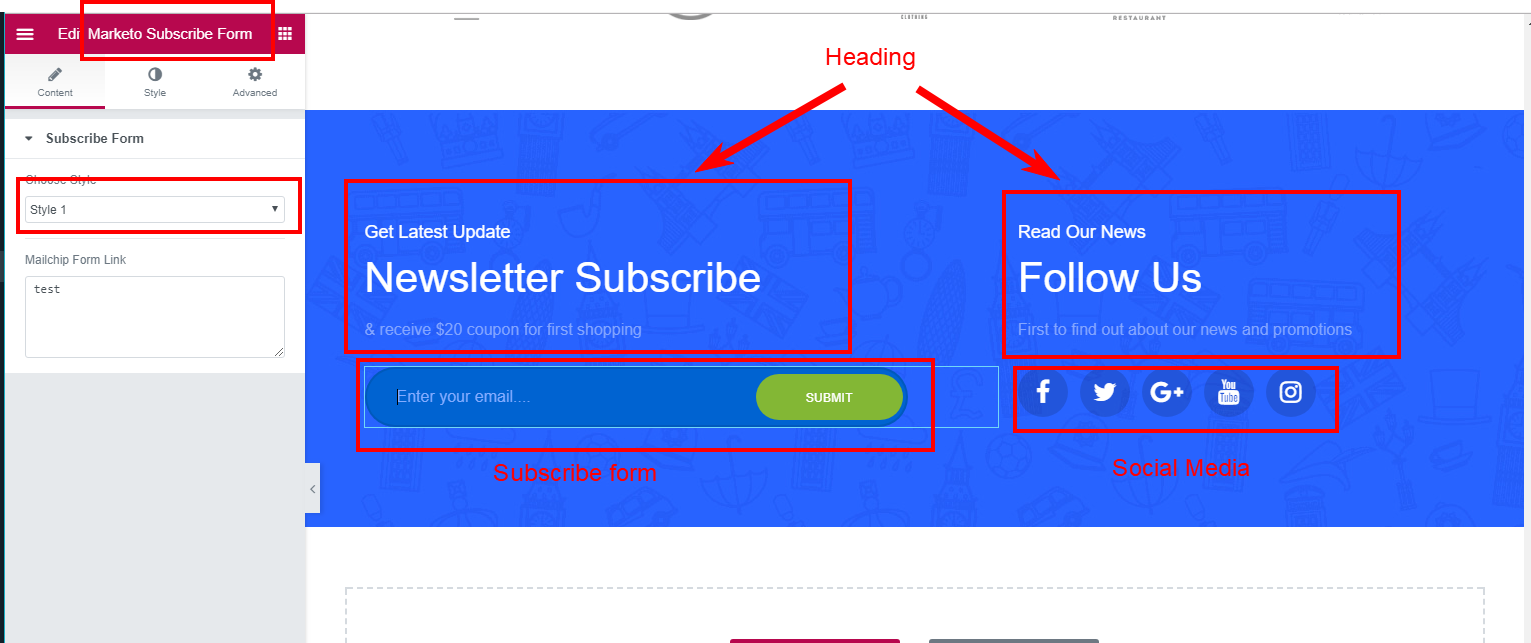 Edi Marketo Subscribe Form
CLOTHING
RESTAURANT
Heading
Content
Style
Advanced
Subscribe Form
Choose Style
Style 1
Mailchip Form Link
test
Get Latest Update
Newsletter Subscribe
& receive $20 coupon for first shopping
Enter your email....
SUBMIT
Subscribe form
Read Our News
Follow Us
First to find out about our news and promotions
f
G+
You
Tube
Social Media